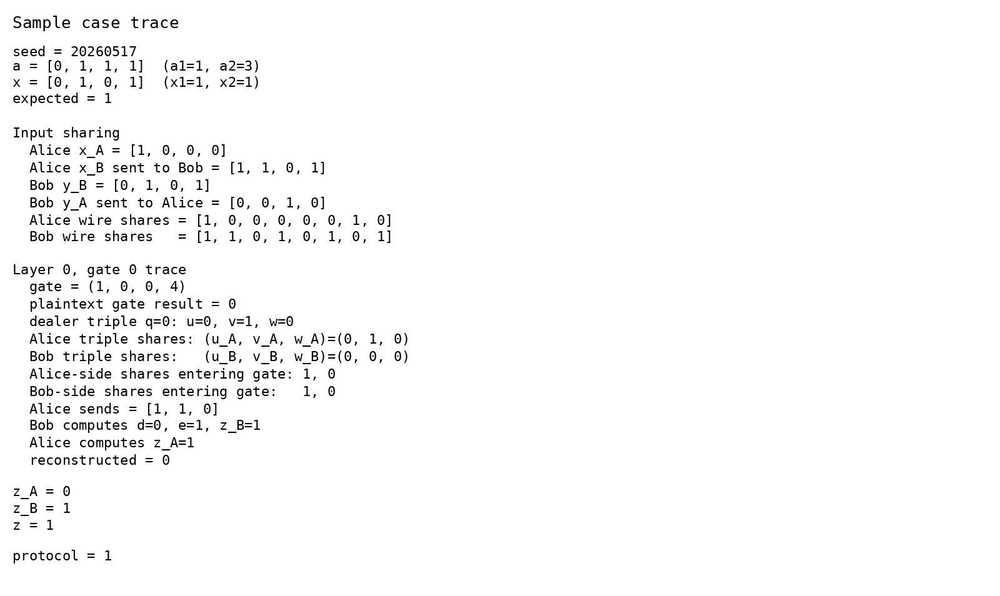 Sample case trace
seed = 20260517
a = [0, 1, 1, 1]  (a1=1, a2=3)
x = [0, 1, 0, 1]  (x1=1, x2=1)
expected = 1
Input sharing
  Alice x_A = [1, 0, 0, 0]
  Alice x_B sent to Bob = [1, 1, 0, 1]
  Bob y_B = [0, 1, 0, 1]
  Bob y_A sent to Alice = [0, 0, 1, 0]
  Alice wire shares = [1, 0, 0, 0, 0, 0, 1, 0]
  Bob wire shares   = [1, 1, 0, 1, 0, 1, 0, 1]
Layer 0, gate 0 trace
  gate = (1, 0, 0, 4)
  plaintext gate result = 0
  dealer triple q=0: u=0, v=1, w=0
  Alice triple shares: (u_A, v_A, w_A)=(0, 1, 0)
  Bob triple shares:   (u_B, v_B, w_B)=(0, 0, 0)
  Alice-side shares entering gate: 1, 0
  Bob-side shares entering gate:   1, 0
  Alice sends = [1, 1, 0]
  Bob computes d=0, e=1, z_B=1
  Alice computes z_A=1
  reconstructed = 0
z_A = 0
z_B = 1
z = 1
protocol = 1